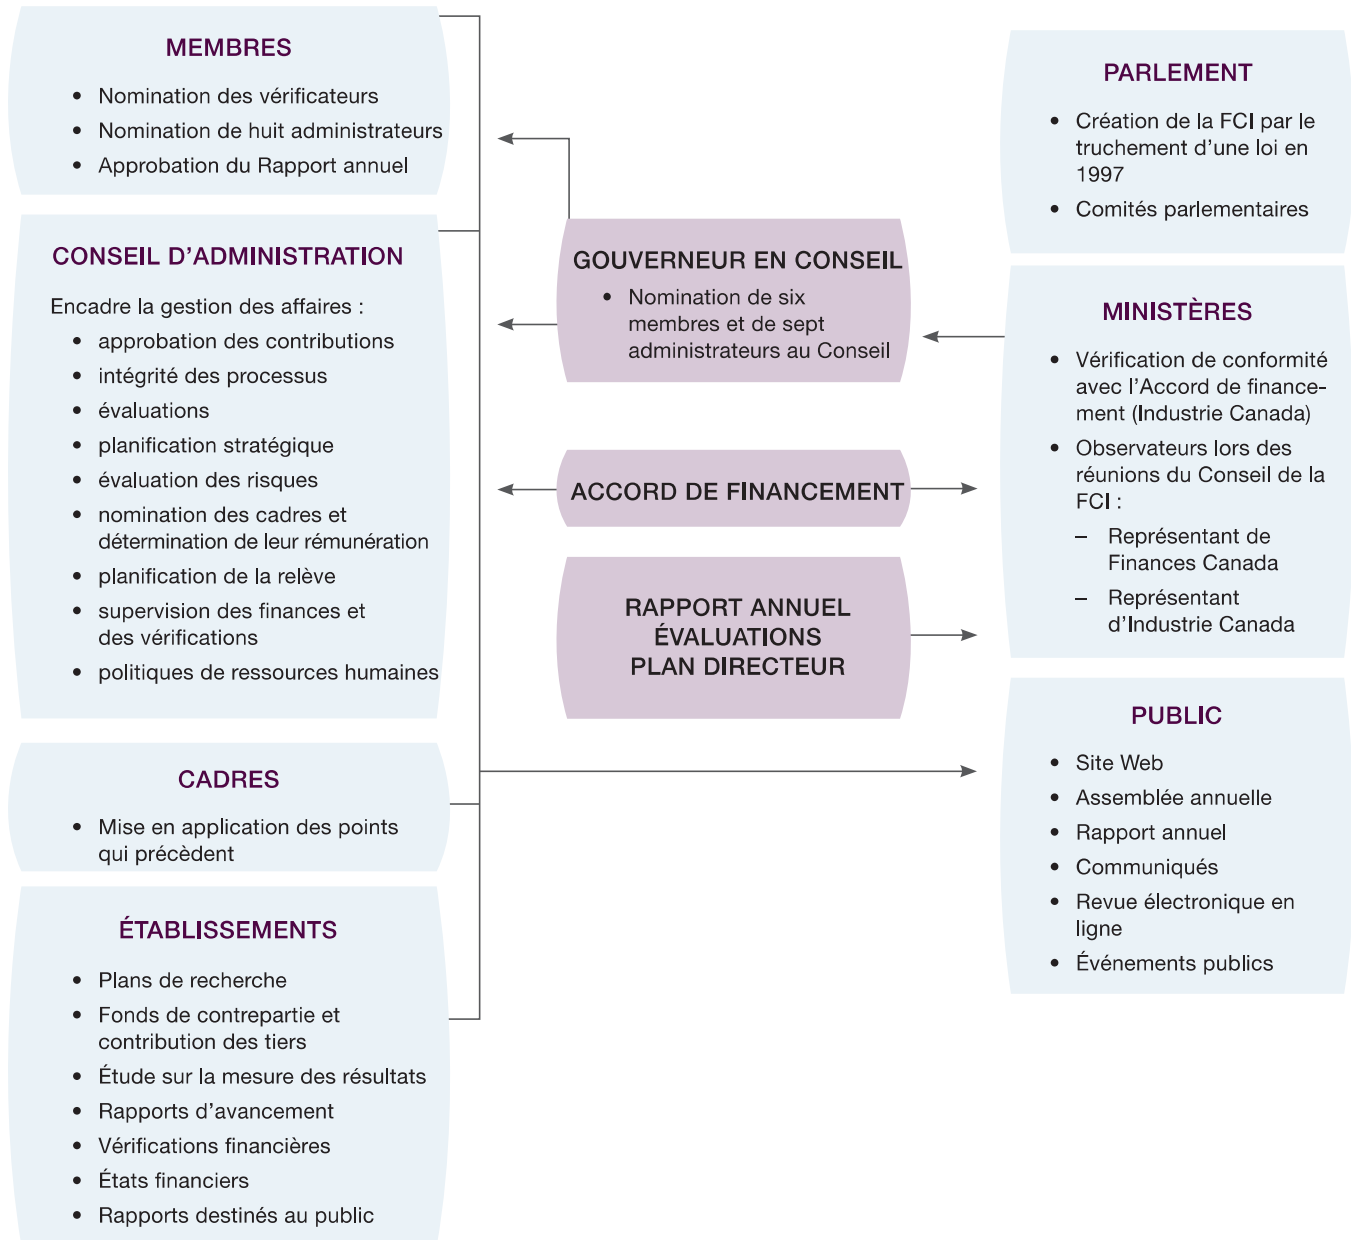 MEMBRES
• Nomination des vérificateurs
• Nomination de huit administrateurs
• Approbation du Rapport annuel
CONSEIL D’ADMINISTRATION
Encadre la gestion des affaires :
• approbation des contributions
• intégrité des processus
• évaluations
• planification stratégique
• évaluation des risques
• nomination des cadres et
détermination de leur rémunération
• planification de la relève
• supervision des finances et
des vérifications
• politiques de ressources humaines
CADRES
• Mise en application des points
qui précèdent
ÉTABLISSEMENTS
• Plans de recherche
• Fonds de contrepartie et
contribution des tiers
• Étude sur la mesure des résultats
• Rapports d’avancement
• Vérifications financières
• États financiers
• Rapports destinés au public
GOUVERNEUR EN CONSEIL
• Nomination de six
membres et de sept
administrateurs au Conseil
ACCORD DE FINANCEMENT
RAPPORT ANNUEL
ÉVALUATIONS
PLAN DIRECTEUR
PARLEMENT
• Création de la FCI par le
truchement d’une loi en
1997
• Comités parlementaires
MINISTÈRES
• Vérification de conformité
avec l’Accord de finance-
ment (Industrie Canada)
• Observateurs lors des
réunions du Conseil de la
FCI :
– Représentant de
Finances Canada
– Représentant
d’Industrie Canada
PUBLIC
• Site Web
• Assemblée annuelle
• Rapport annuel
• Communiqués
• Revue électronique en
ligne
• Événements publics